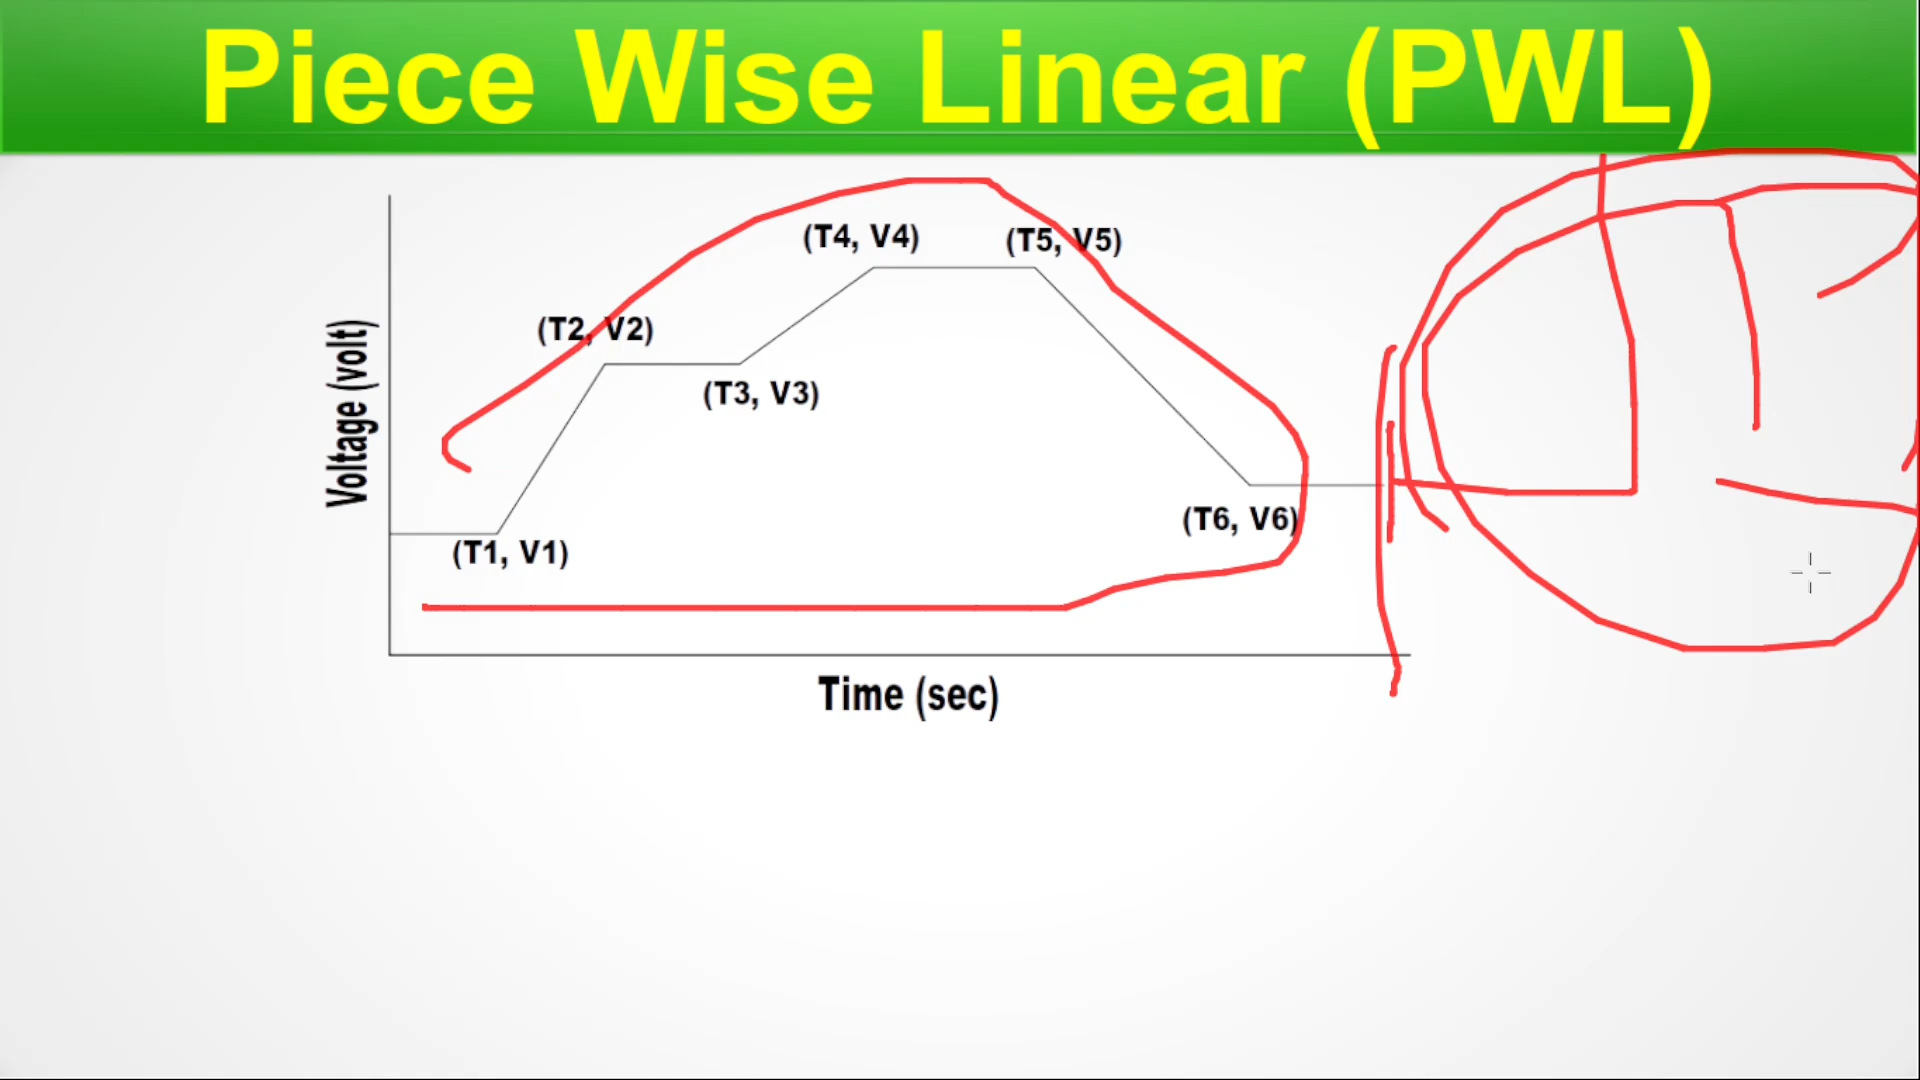 Piece Wise Linear (PWL)
(T4, V4)
(T5, V5)
(T2, V2)
(T3, V3)
Voltage (volt)
(T6, V6)
(T1, V1)
Time (sec)